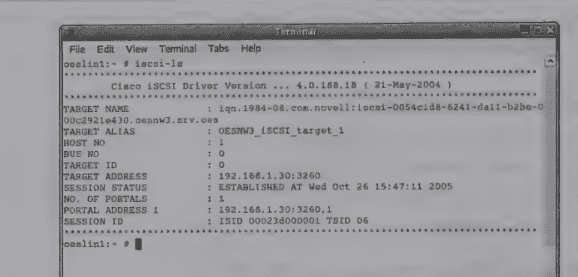 Terminal
File Edit View Terminal Tabs Help
oeslin1:~ # iscsi-ls
*******************************************************************************
Cisco iSCSI Driver Version ... 4.0.188.18 ( 21-May-2004 )
*******************************************************************************
TARGET NAME : iqn.1984-08.com.novell:iscsi-0054c1d8-6241-da11-b2be-0
00c2921e430.oesnw3.srv.oes
TARGET ALIAS : OESNW3_iSCSI_target_1
HOST NO : 1
BUS NO : 0
TARGET ID : 0
TARGET ADDRESS : 192.168.1.30:3260
SESSION STATUS : ESTABLISHED AT Wed Oct 26 15:47:11 2005
NO. OF PORTALS : 1
PORTAL ADDRESS 1 : 192.168.1.30:3260,1
SESSION ID : ISID 00023d000001 TSID D6
*******************************************************************************
oeslin1:~ #